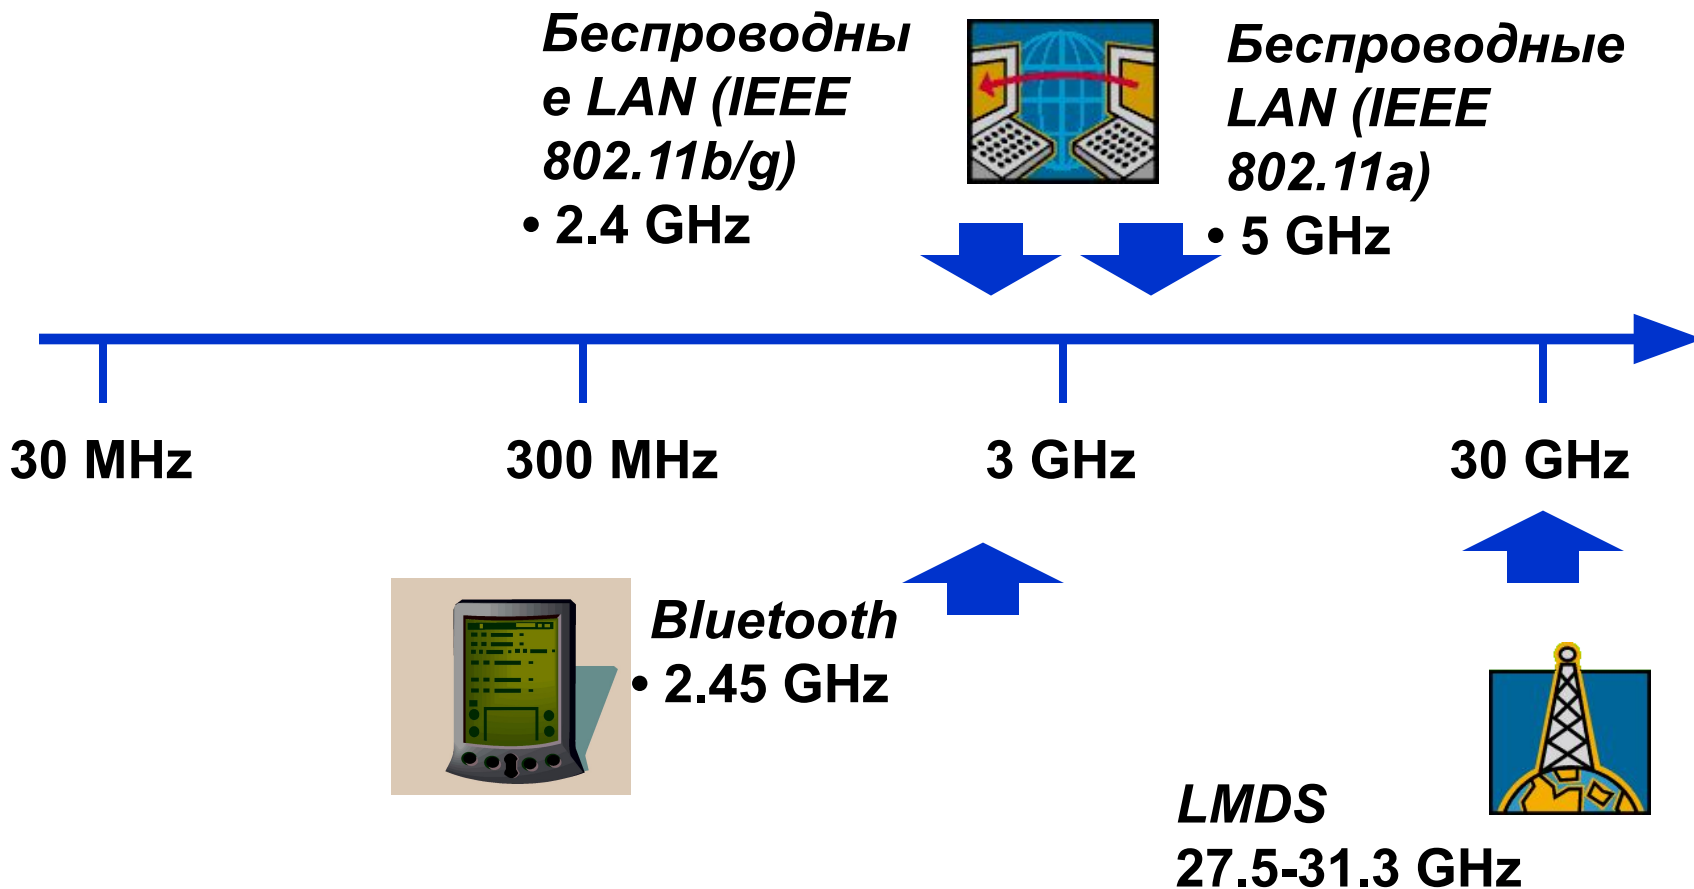 Беспроводны
е LAN (IEEE
802.11b/g)
• 2.4 GHz
Беспроводные
LAN (IEEE
802.11a)
• 5 GHz
30 MHz
300 MHz
3 GHz
30 GHz
Bluetooth
• 2.45 GHz
LMDS
27.5-31.3 GHz